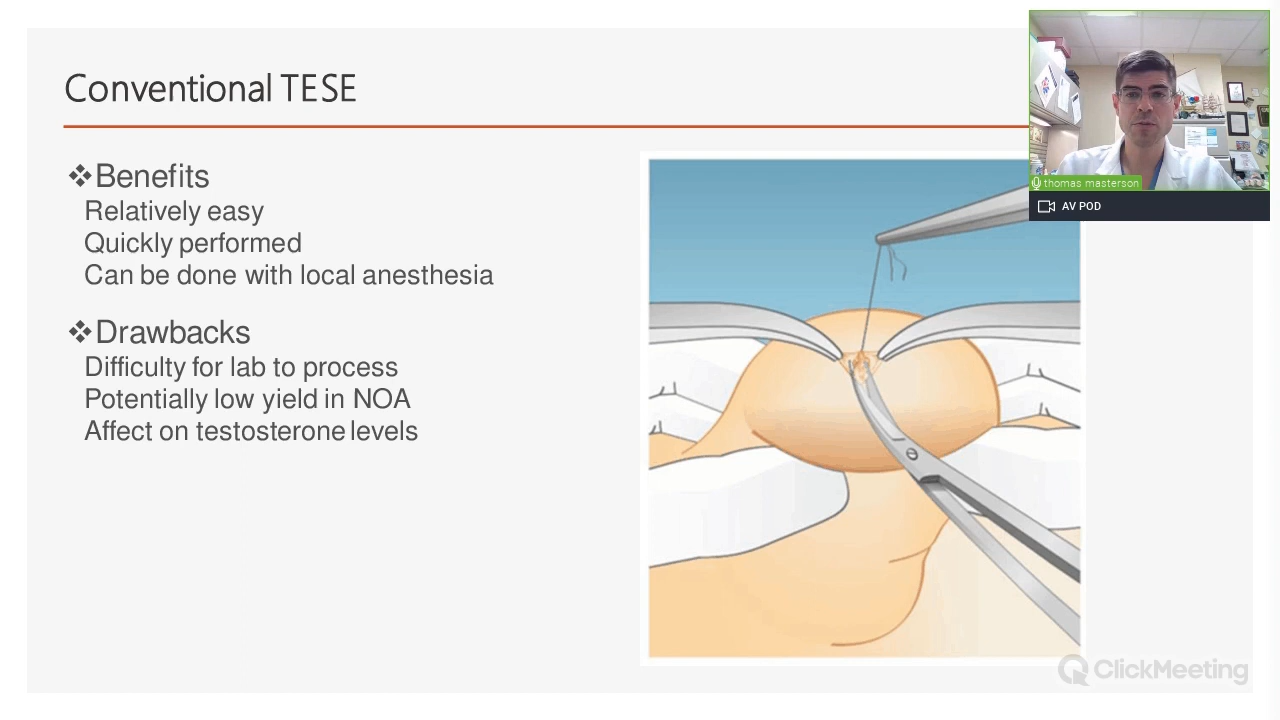 Conventional TESE
❖Benefits
Relatively easy
Quickly performed
Can be done with local anesthesia
❖Drawbacks
Difficulty for lab to process
Potentially low yield in NOA
Affect on testosterone levels
thomas masterson
AV POD
ClickMeeting